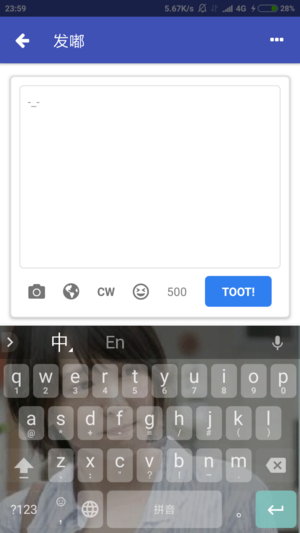 23:59 5.67K/s 4G 28%
发嘟
-_-
CW 500 TOOT!
中 En
q w e r t y u i o p
1 2 3 4 5 6 7 8 9 0
a s d f g h j k l
@ * + - = / # ( )
z x c v b n m
?123 , 拼音 。